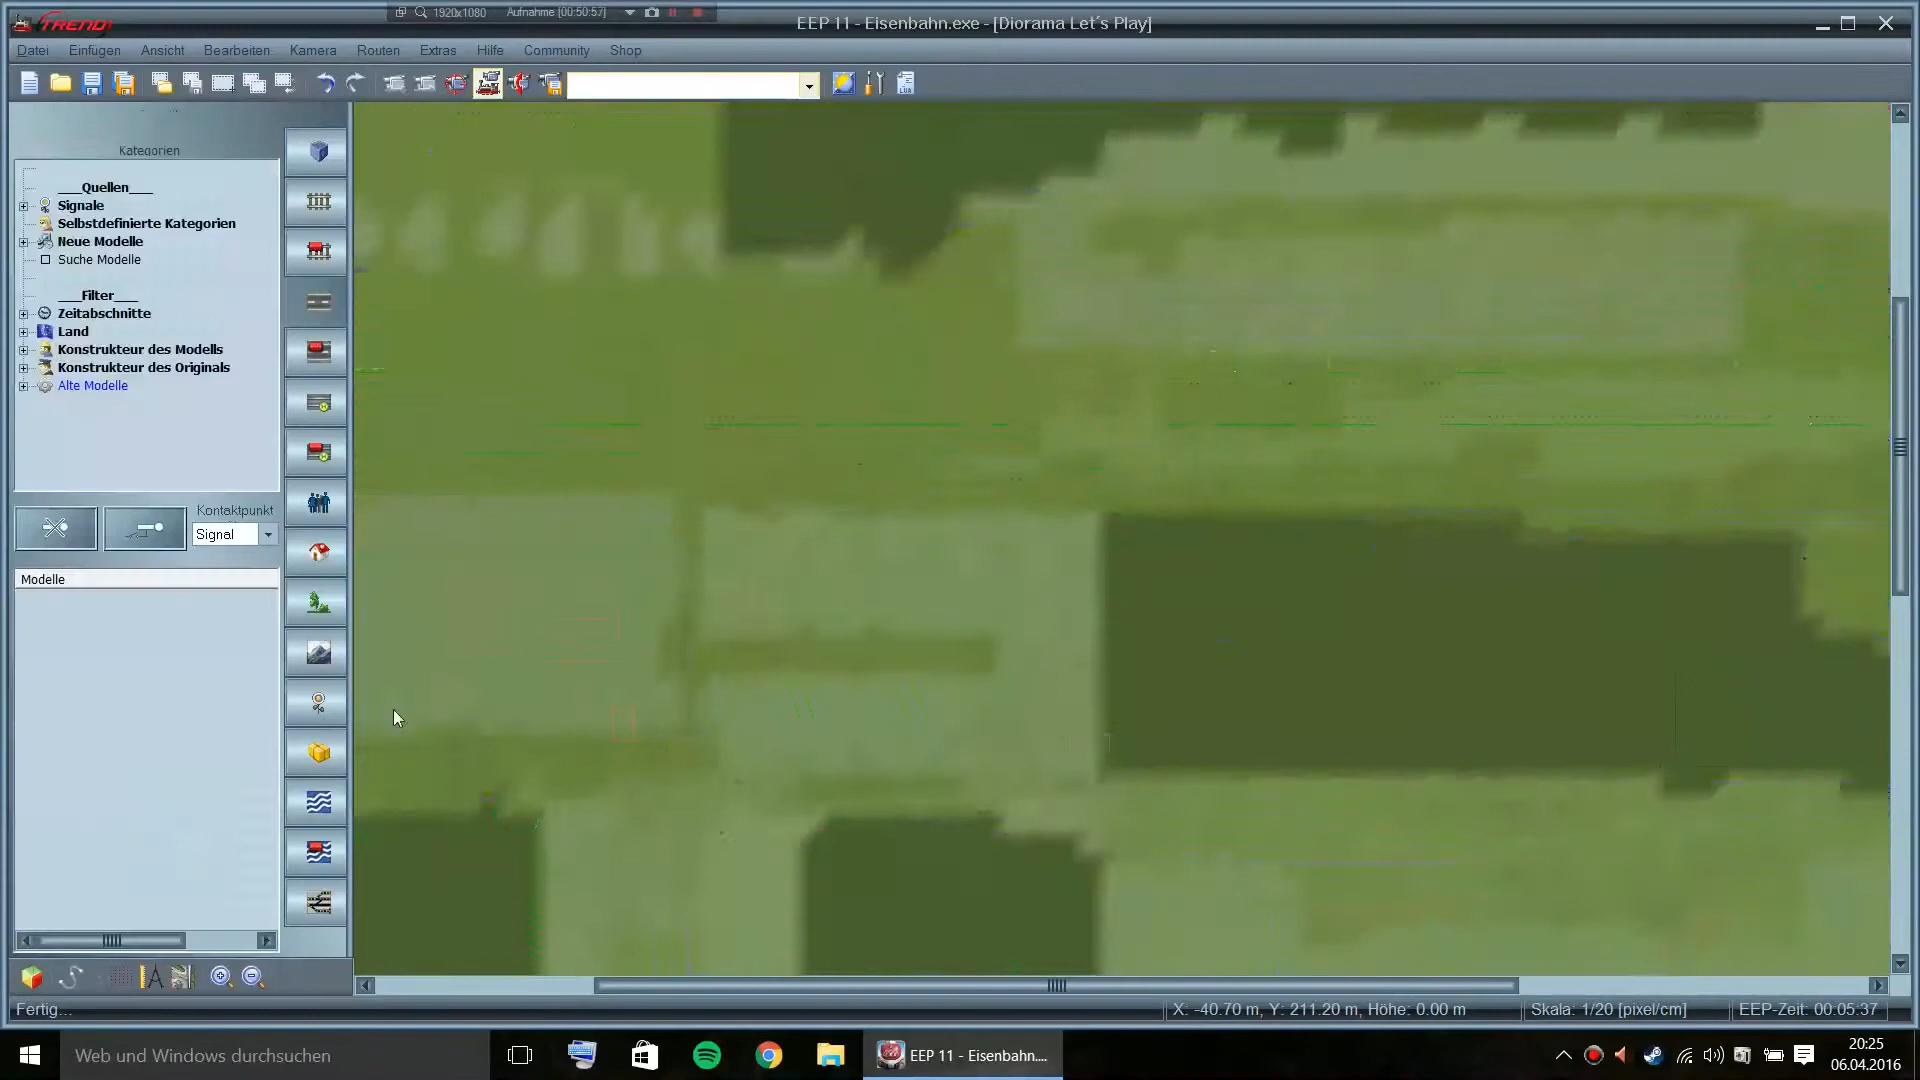 1920x1080
Aufnahme [00:50:57]
TREND
EEP 11 - Eisenbahn.exe - [Diorama Let´s Play]
Datei Einfügen Ansicht Bearbeiten Kamera Routen Extras Hilfe Community Shop
LUA
Kategorien
___Quellen___
Signale
Selbstdefinierte Kategorien
Neue Modelle
Suche Modelle
___Filter___
Zeitabschnitte
Land
Konstrukteur des Modells
Konstrukteur des Originals
Alte Modelle
Kontaktpunkt
Signal
Modelle
Fertig...
X: -40.70 m, Y: 211.20 m, Höhe: 0.00 m
Skala: 1/20 [pixel/cm]
EEP-Zeit: 00:05:37
Web und Windows durchsuchen
EEP 11 - Eisenbahn....
20:25
06.04.2016